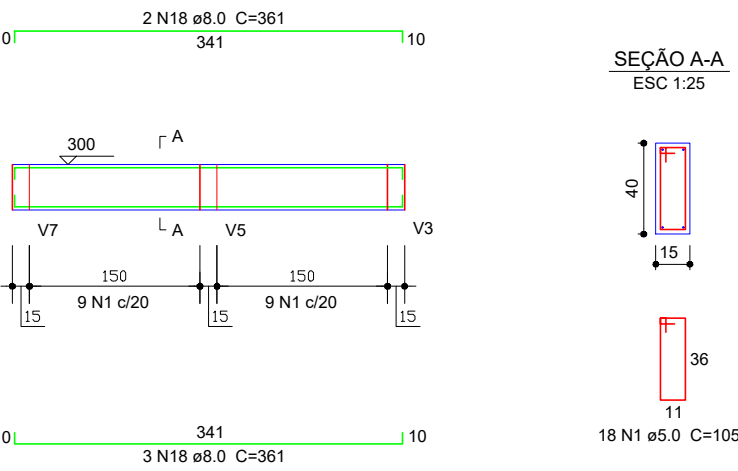 2 N18 ø8.0 C=361
0 341 10
SEÇÃO A-A
ESC 1:25
300
A
A
V7 V5 V3
150 150
9 N1 c/20 9 N1 c/20
15 15 15
40
15
36
11
18 N1 ø5.0 C=105
0 341 10
3 N18 ø8.0 C=361